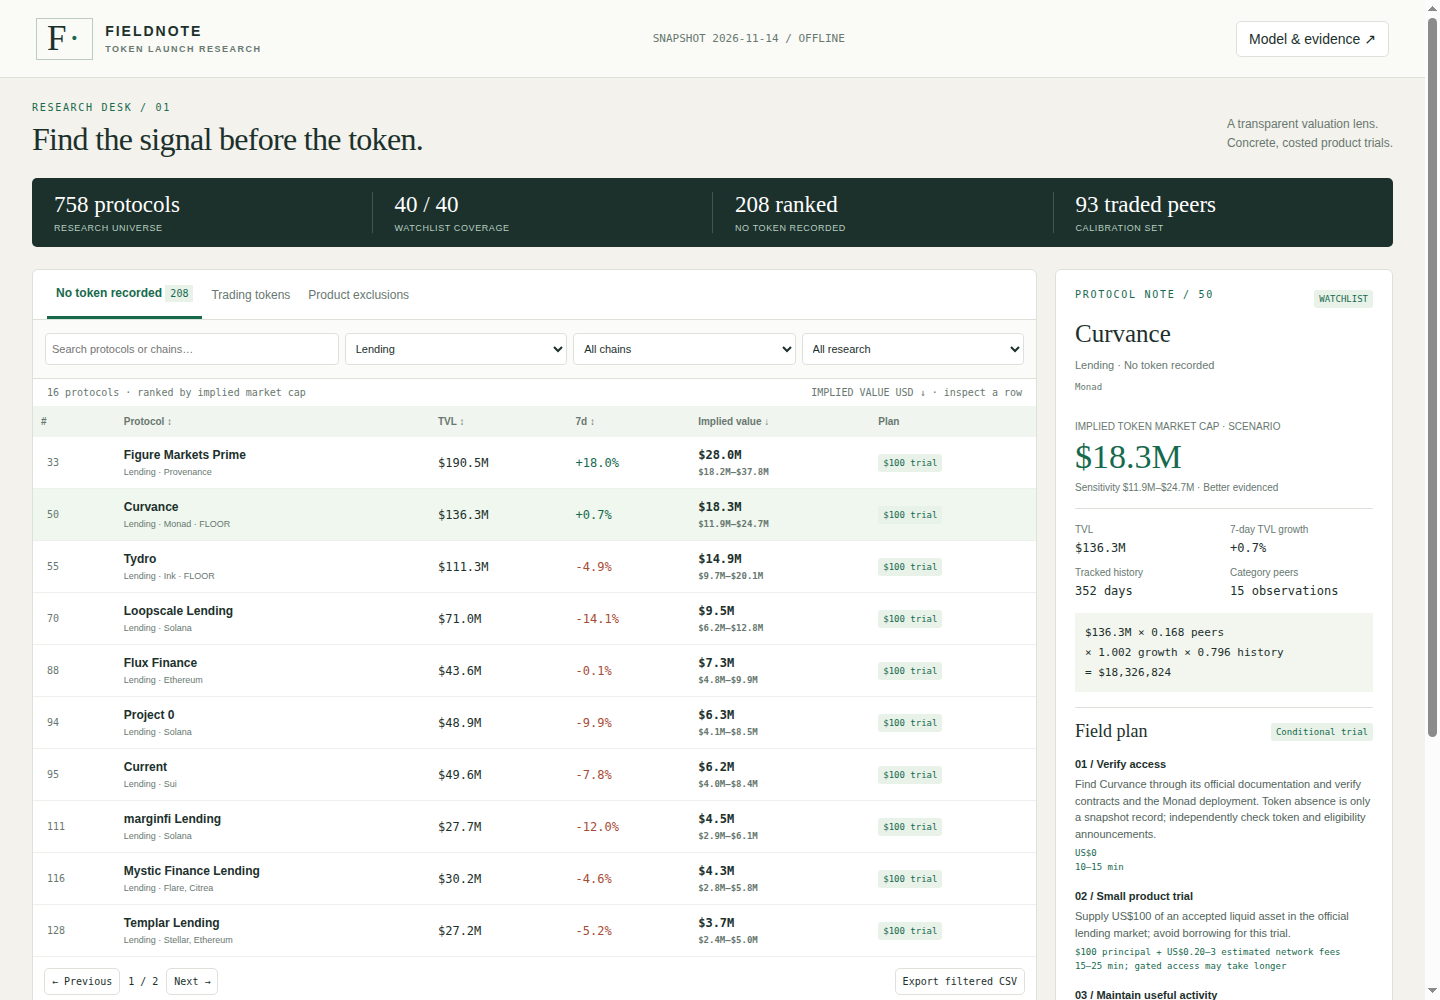 F·
FIELDNOTE
TOKEN LAUNCH RESEARCH
SNAPSHOT 2026-11-14 / OFFLINE
Model & evidence ↗
RESEARCH DESK / 01
Find the signal before the token.
A transparent valuation lens.
Concrete, costed product trials.
758 protocols
RESEARCH UNIVERSE
40 / 40
WATCHLIST COVERAGE
208 ranked
NO TOKEN RECORDED
93 traded peers
CALIBRATION SET
No token recorded 208 Trading tokens Product exclusions
Search protocols or chains… Lending All chains All research
16 protocols · ranked by implied market cap IMPLIED VALUE USD ↓ · inspect a row
# Protocol ↕ TVL ↕ 7d ↕ Implied value ↓ Plan
33 Figure Markets Prime $190.5M +18.0% $28.0M $100 trial
Lending · Provenance $18.2M–$37.8M
50 Curvance $136.3M +0.7% $18.3M $100 trial
Lending · Monad · FLOOR $11.9M–$24.7M
55 Tydro $111.3M -4.9% $14.9M $100 trial
Lending · Ink · FLOOR $9.7M–$20.1M
70 Loopscale Lending $71.0M -14.1% $9.5M $100 trial
Lending · Solana $6.2M–$12.8M
88 Flux Finance $43.6M -0.1% $7.3M $100 trial
Lending · Ethereum $4.8M–$9.9M
94 Project 0 $48.9M -9.9% $6.3M $100 trial
Lending · Solana $4.1M–$8.5M
95 Current $49.6M -7.8% $6.2M $100 trial
Lending · Sui $4.0M–$8.4M
111 marginfi Lending $27.7M -12.0% $4.5M $100 trial
Lending · Solana $2.9M–$6.1M
116 Mystic Finance Lending $30.2M -4.6% $4.3M $100 trial
Lending · Flare, Citrea $2.8M–$5.8M
128 Templar Lending $27.2M -5.2% $3.7M $100 trial
Lending · Stellar, Ethereum $2.4M–$5.0M
← Previous 1 / 2 Next → Export filtered CSV
PROTOCOL NOTE / 50 WATCHLIST
Curvance
Lending · No token recorded
Monad
IMPLIED TOKEN MARKET CAP · SCENARIO
$18.3M
Sensitivity $11.9M–$24.7M · Better evidenced
TVL 7-day TVL growth
$136.3M +0.7%
Tracked history Category peers
352 days 15 observations
$136.3M × 0.168 peers
× 1.002 growth × 0.796 history
= $18,326,824
Field plan Conditional trial
01 / Verify access
Find Curvance through its official documentation and verify
contracts and the Monad deployment. Token absence is only
a snapshot record; independently check token and eligibility
announcements.
US$0
10–15 min
02 / Small product trial
Supply US$100 of an accepted liquid asset in the official
lending market; avoid borrowing for this trial.
$100 principal + US$0.20–3 estimated network fees
15–25 min; gated access may take longer
03 / Maintain useful activity